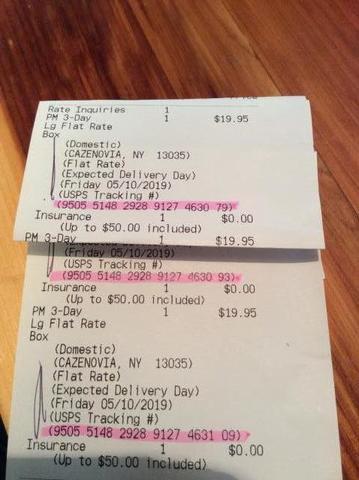 Rate Inquiries 1
PM 3-Day 1 $19.95
Lg Flat Rate
Box
(Domestic)
(CAZENOVIA, NY 13035)
(Flat Rate)
(Expected Delivery Day)
(Friday 05/10/2019)
(USPS Tracking #)
(9505 5148 2928 9127 4630 79)
Insurance 1 $0.00
(Up to $50.00 included)
PM 3-Day 1 $19.95
(Friday 05/10/2019)
(USPS Tracking #)
(9505 5148 2928 9127 4630 93)
Insurance 1 $0.00
(Up to $50.00 included)
PM 3-Day 1 $19.95
Lg Flat Rate
Box
(Domestic)
(CAZENOVIA, NY 13035)
(Flat Rate)
(Expected Delivery Day)
(Friday 05/10/2019)
(USPS Tracking #)
(9505 5148 2928 9127 4631 09)
Insurance 1 $0.00
(Up to $50.00 included)